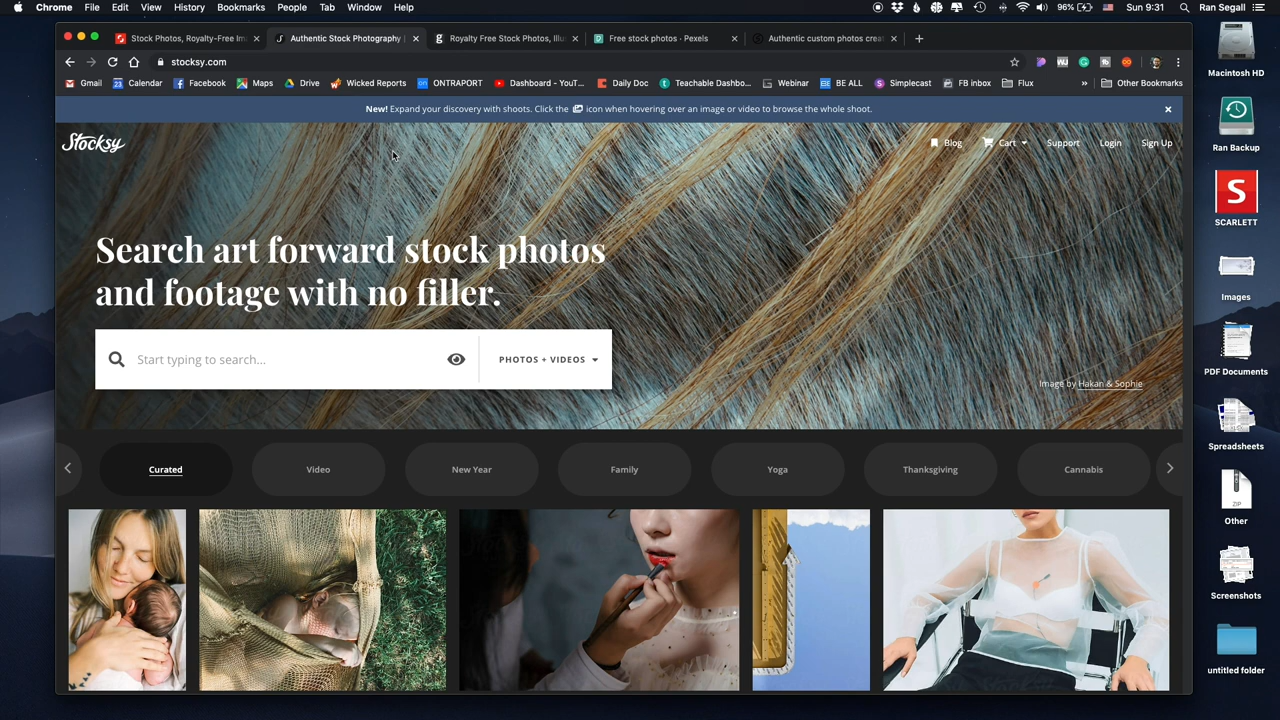 Chrome File Edit View History Bookmarks People Tab Window Help
96% Sun 9:31 Ran Segall
Stock Photos, Royalty-Free Im
Authentic Stock Photography |
Royalty Free Stock Photos, Illu
Free stock photos · Pexels
Authentic custom photos crea
stocksy.com
Gmail Calendar Facebook Maps Drive Wicked Reports ONTRAPORT Dashboard - YouT... Daily Doc Teachable Dashbo... Webinar BE ALL Simplecast FB inbox Flux » Other Bookmarks
New! Expand your discovery with shoots. Click the icon when hovering over an image or video to browse the whole shoot.
Stocksy
Blog Cart Support Login Sign Up
Search art forward stock photos
and footage with no filler.
Start typing to search...
PHOTOS + VIDEOS
Image by Hakan & Sophie
Curated Video New Year Family Yoga Thanksgiving Cannabis
Macintosh HD
Ran Backup
S
SCARLETT
Images
PDF Documents
Spreadsheets
ZIP
Other
Screenshots
untitled folder